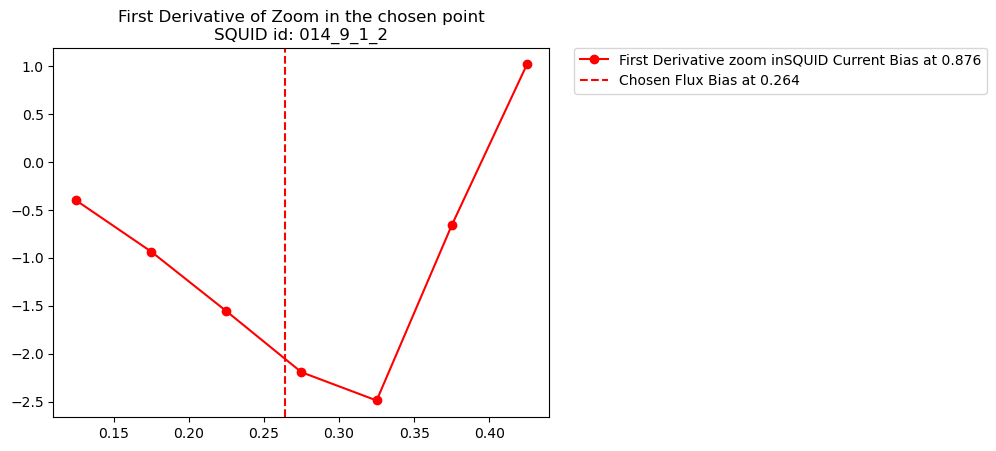 First Derivative of Zoom in the chosen point
SQUID id: 014_9_1_2
First Derivative zoom inSQUID Current Bias at 0.876
Chosen Flux Bias at 0.264
1.0
0.5
0.0
−0.5
−1.0
−1.5
−2.0
−2.5
0.15 0.20 0.25 0.30 0.35 0.40